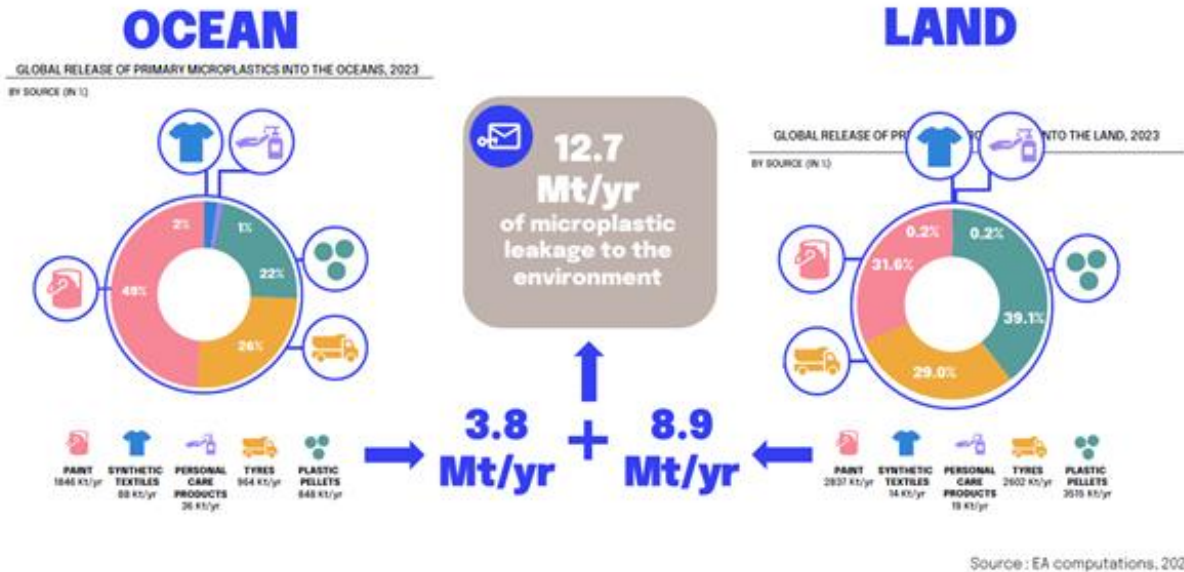 OCEAN
GLOBAL RELEASE OF PRIMARY MICROPLASTICS INTO THE OCEANS, 2023
BY SOURCE (IN %)
2%
1%
22%
26%
48%
PAINT
1846 Kt/yr
SYNTHETIC
TEXTILES
88 Kt/yr
PERSONAL
CARE
PRODUCTS
36 Kt/yr
TYRES
964 Kt/yr
PLASTIC
PELLETS
848 Kt/yr
12.7
Mt/yr
of microplastic
leakage to the
environment
3.8
Mt/yr
+
8.9
Mt/yr
LAND
GLOBAL RELEASE OF INTO THE LAND, 2023
BY SOURCE (IN %)
0.2%
0.2%
31.6%
39.1%
29.0%
PAINT
2837 Kt/yr
SYNTHETIC
TEXTILES
14 Kt/yr
PERSONAL
CARE
PRODUCTS
19 Kt/yr
TYRES
2602 Kt/yr
PLASTIC
PELLETS
3515 Kt/yr
Source : EA computations, 202